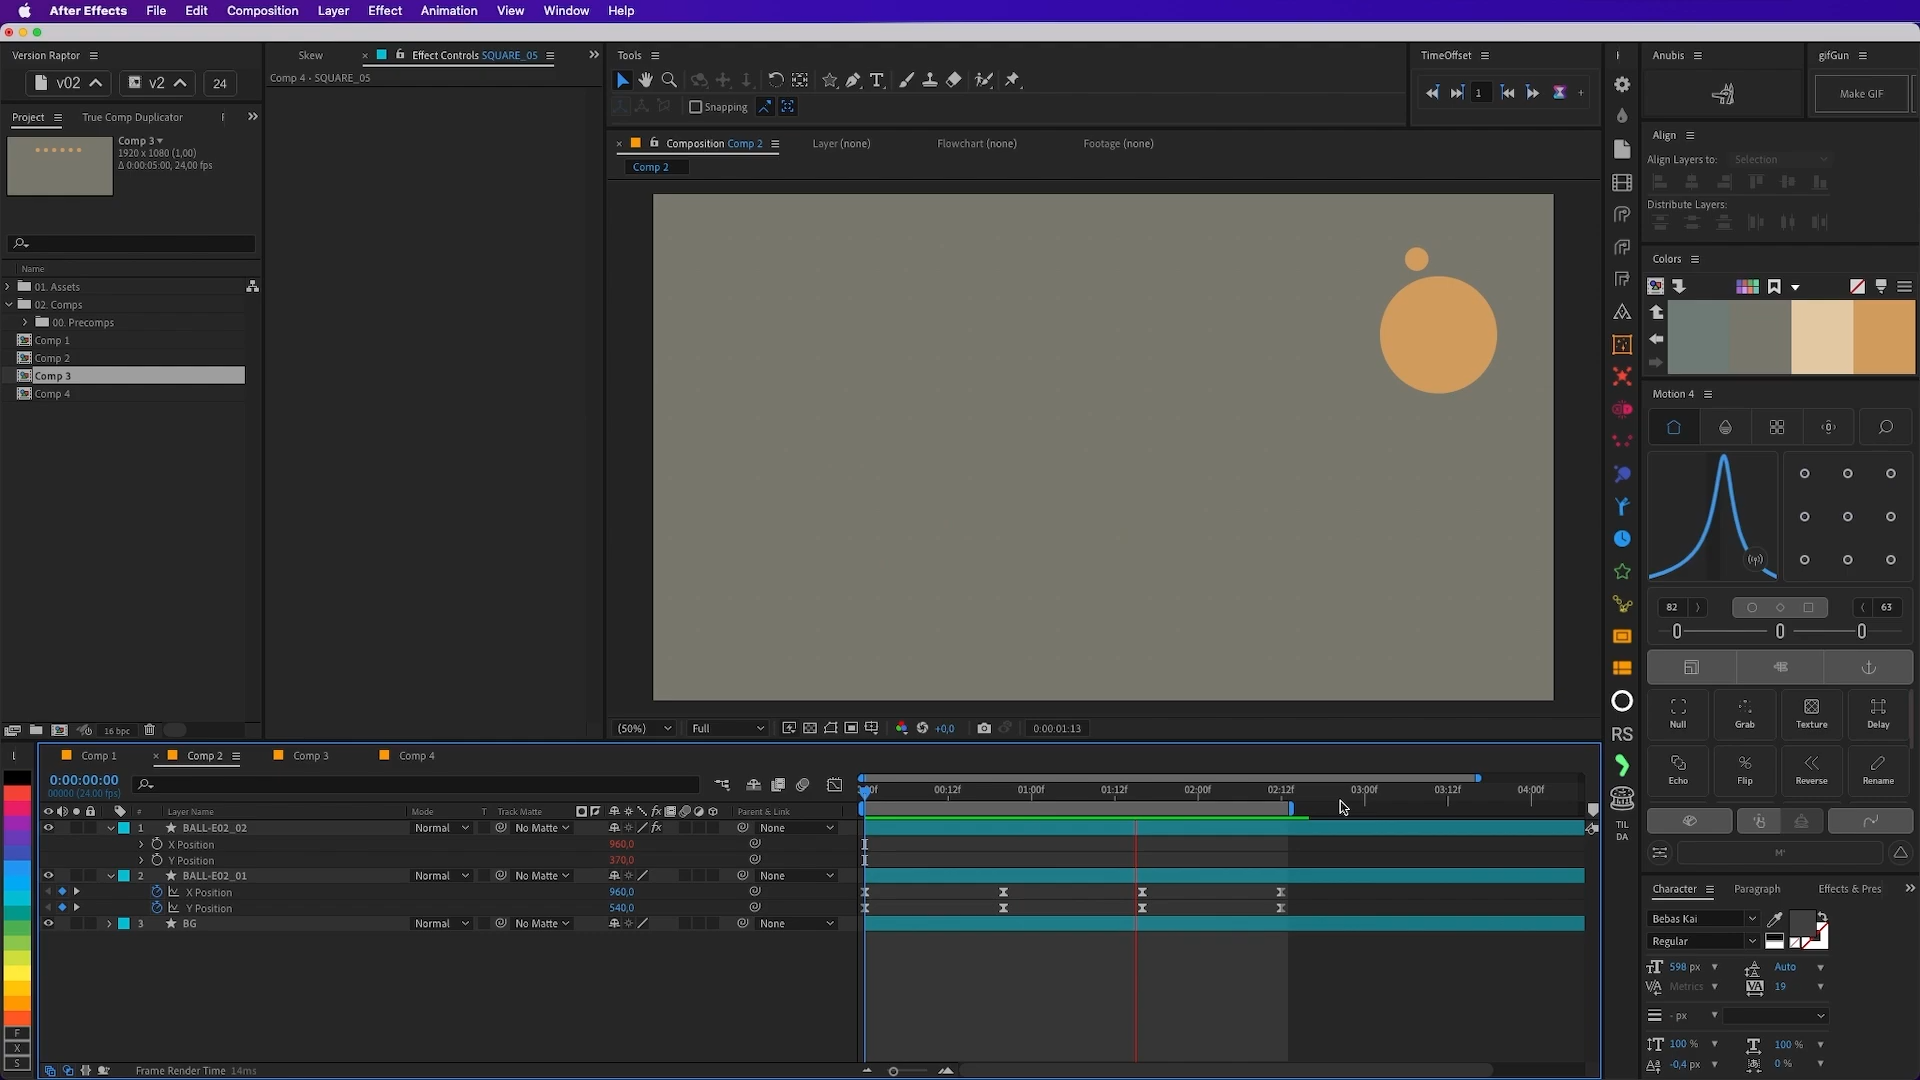 After Effects File Edit Composition Layer Effect Animation View Window Help
Version Raptor
v02 v2 24
Project True Comp Duplicator
Comp 3
1920 x 1080 (1,00)
Δ 0:00:05:00, 24,00 fps
Name
01. Assets
02. Comps
00. Precomps
Comp 1
Comp 2
Comp 3
Comp 4
16 bpc
Skew Effect Controls SQUARE_05
Comp 4 · SQUARE_05
Tools
Snapping
Composition Comp 2 Layer (none) Flowchart (none) Footage (none)
Comp 2
(50%) Full +0,0 0:00:01:13
TimeOffset
1
Anubis
gifGun
Make GIF
Align
Align Layers to: Selection
Distribute Layers:
Colors
Motion 4
82 63
Null Grab Texture Delay
Echo Flip Reverse Rename
RS
TIL
DA
Character Paragraph Effects & Pres
Bebas Kai
Regular
598 px Auto
Metrics 19
- px
100 % 100 %
-0,4 px 0 %
Comp 1 Comp 2 Comp 3 Comp 4
0:00:00:00
00000 (24.00 fps)
00:12f 01:00f 01:12f 02:00f 02:12f 03:00f 03:12f 04:00f
# Layer Name Mode T Track Matte Parent & Link
1 BALL-E02_02 Normal No Matte None
X Position 960,0
Y Position 370,0
2 BALL-E02_01 Normal No Matte None
X Position 960,0
Y Position 540,0
3 BG Normal No Matte None
F
X
S
Frame Render Time 14ms